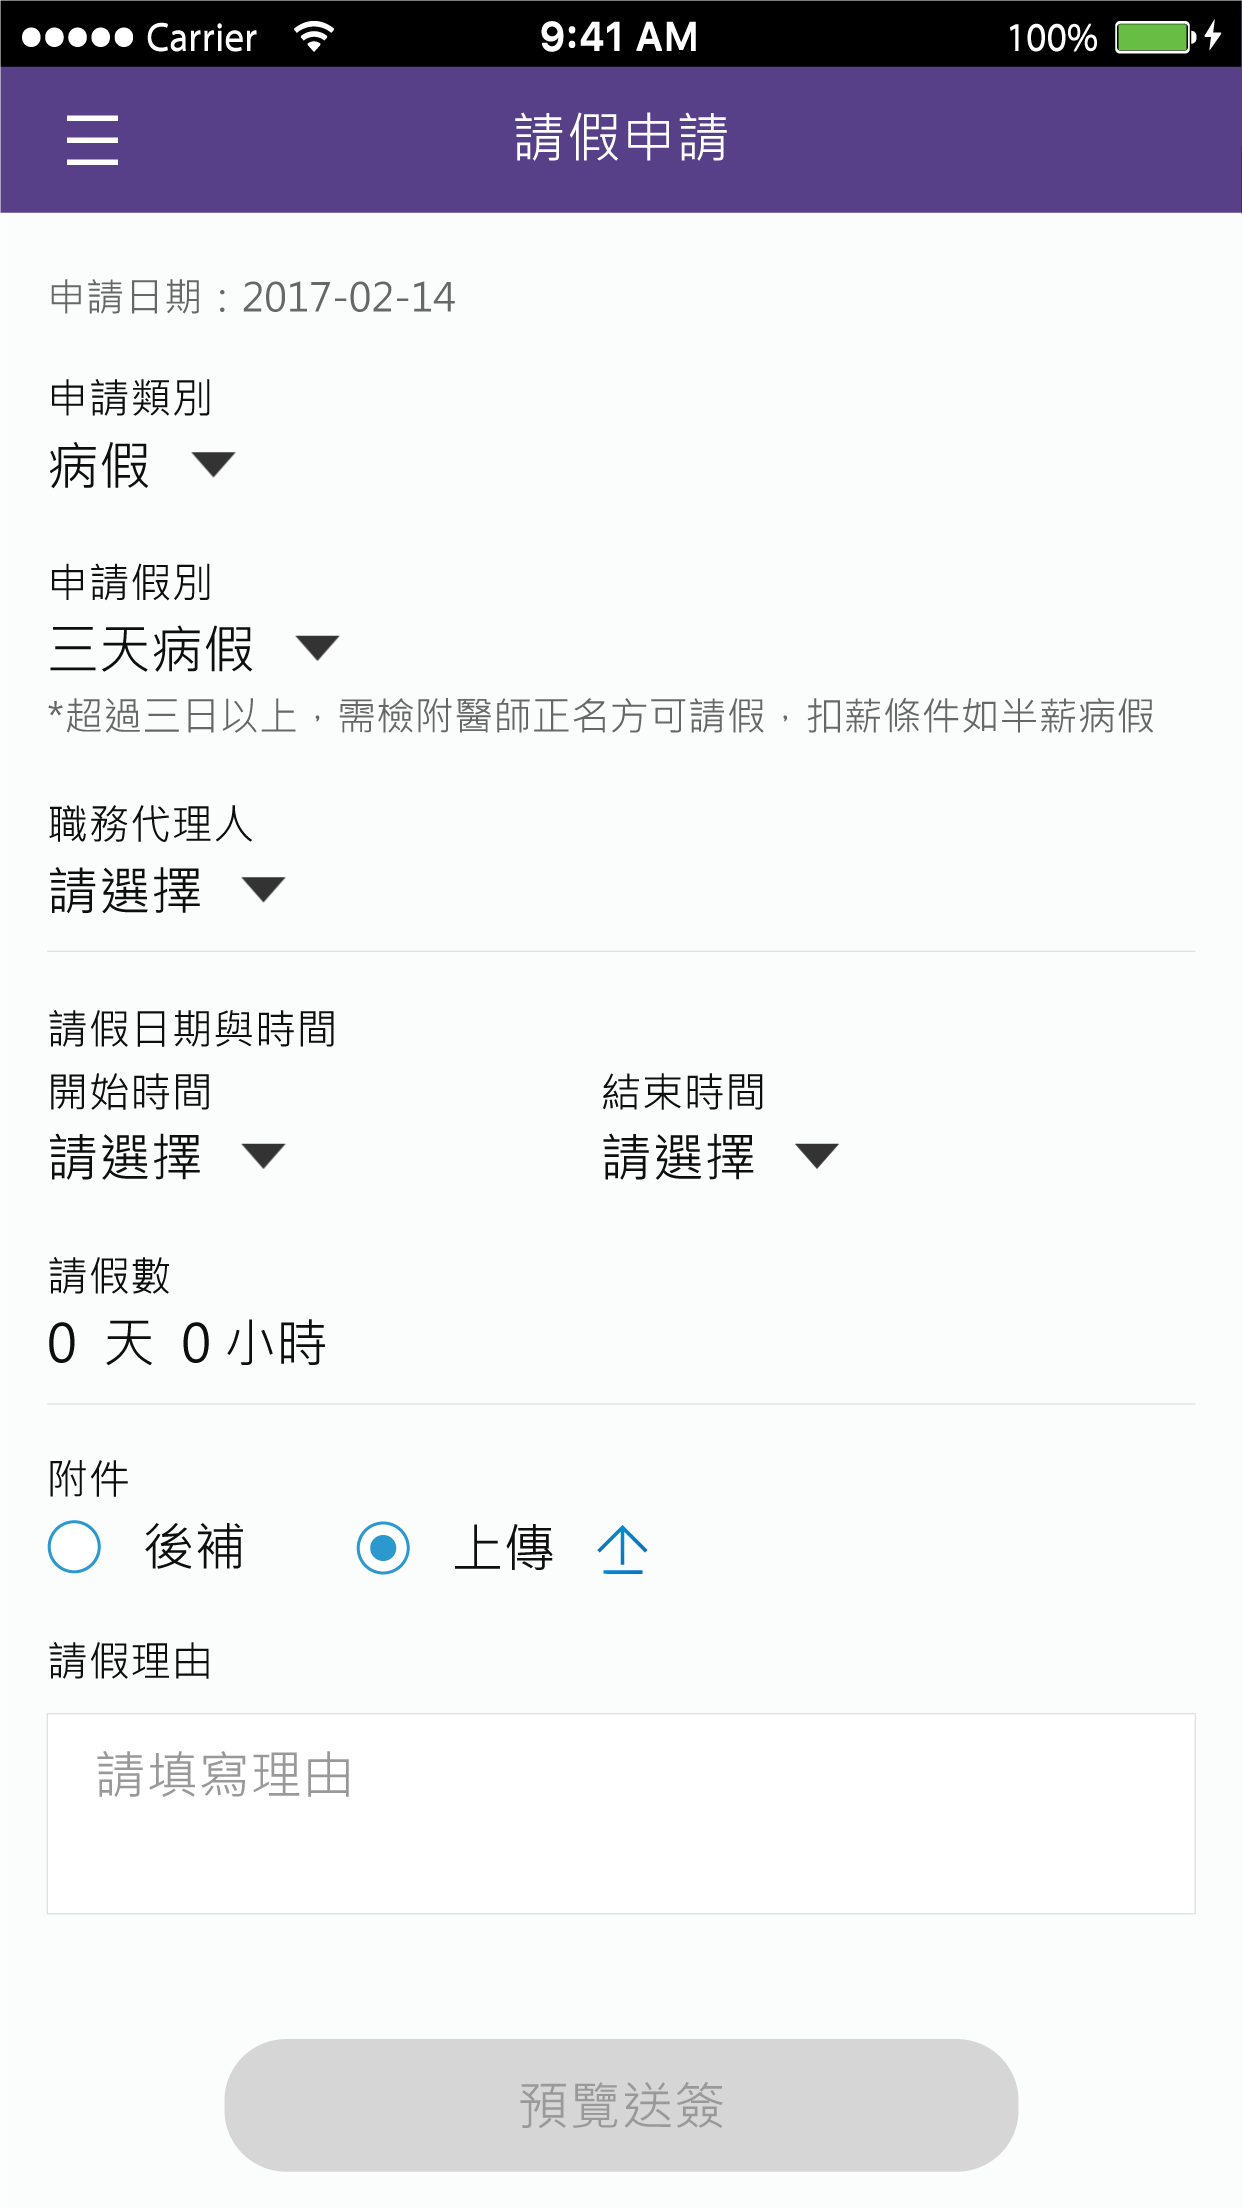 Carrier 9:41 AM 100%
請假申請
申請日期：2017-02-14
申請類別
病假
申請假別
三天病假
*超過三日以上，需檢附醫師正名方可請假，扣薪條件如半薪病假
職務代理人
請選擇
請假日期與時間
開始時間 結束時間
請選擇 請選擇
請假數
0 天 0 小時
附件
後補 上傳
請假理由
請填寫理由
預覽送簽